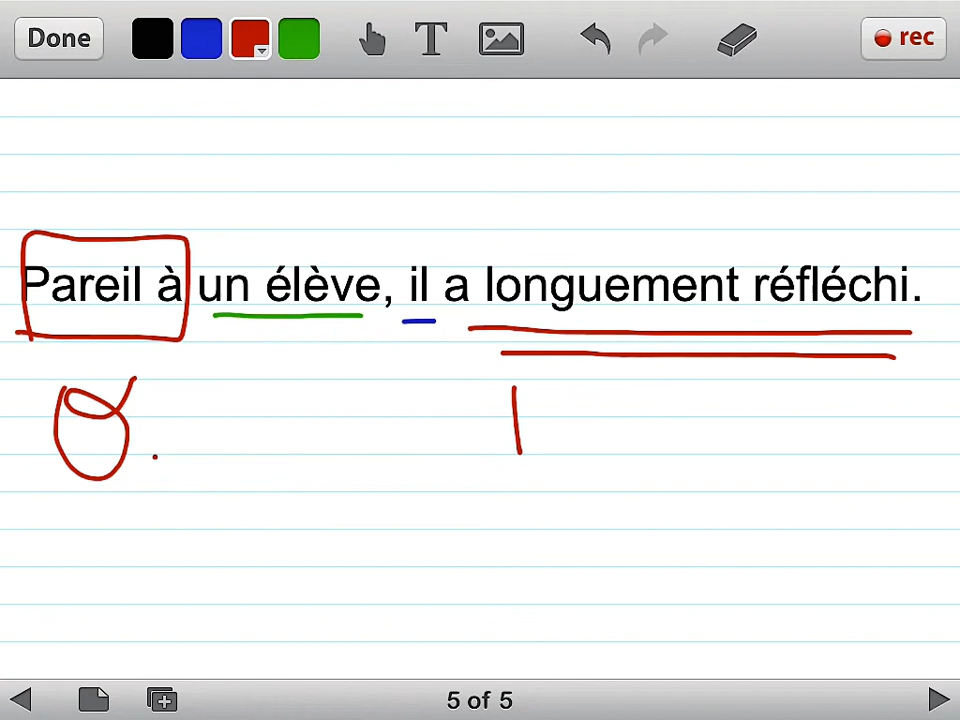 Done
T
rec
Pareil à un élève, il a longuement réfléchi.
5 of 5